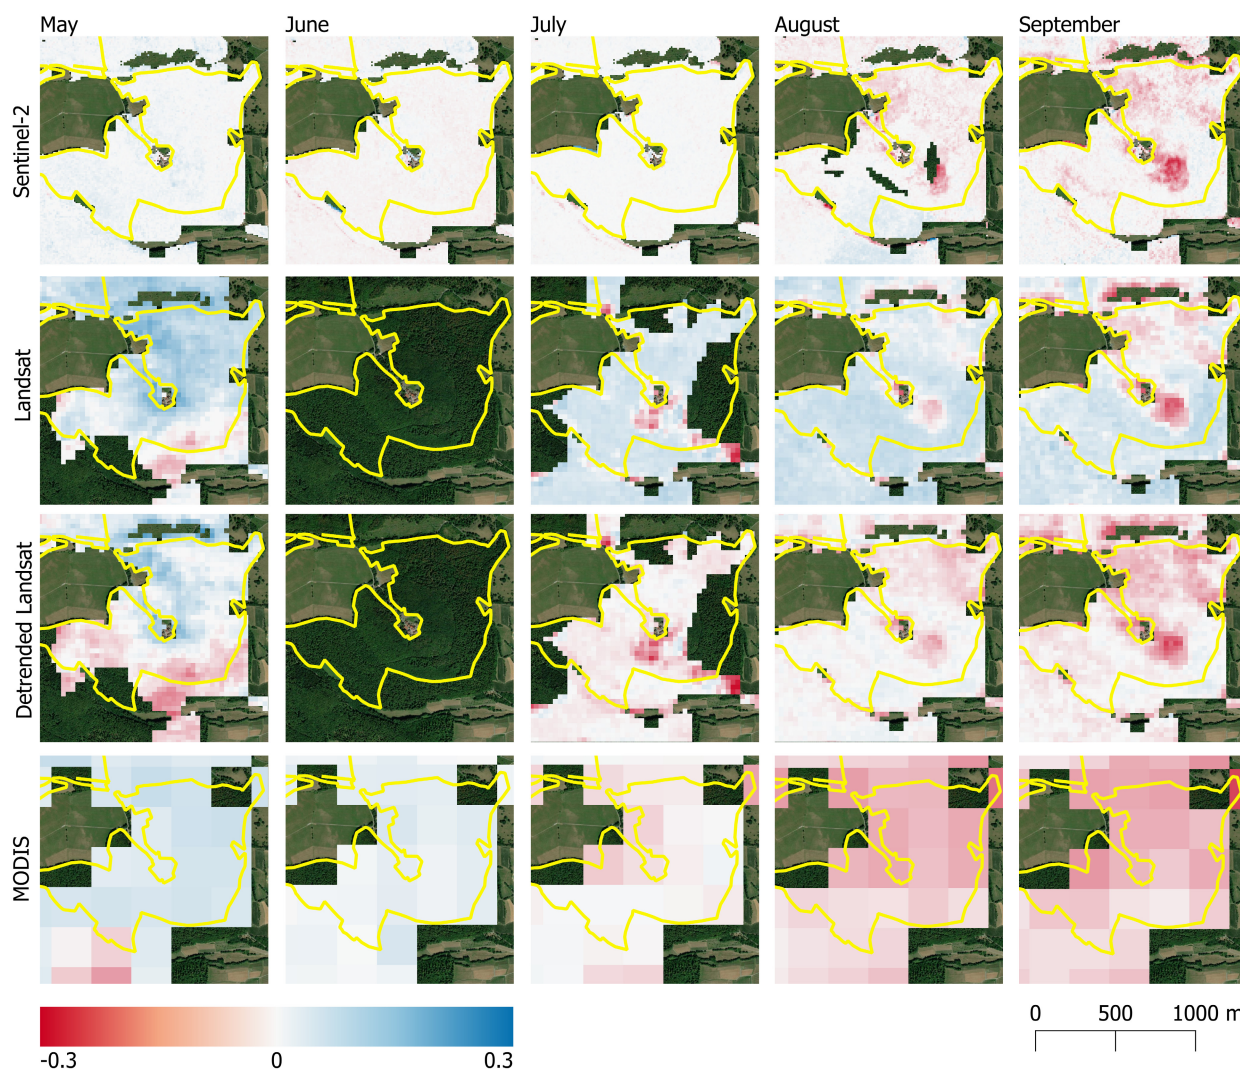 May June July August September
Sentinel-2
Landsat
Detrended Landsat
MODIS
-0.3 0 0.3
0 500 1000 m